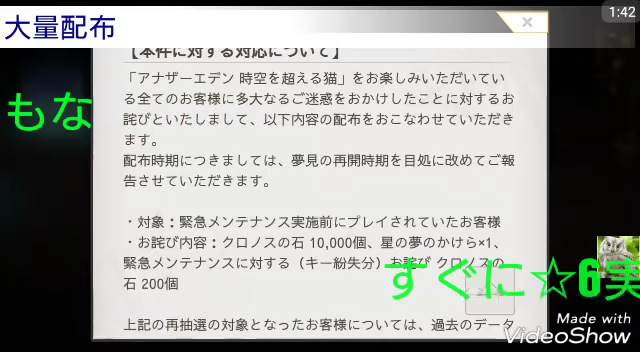 1:42
大量配布
【本件に対する対応について】
「アナザーエデン 時空を超える猫」をお楽しみいただいてい
る全てのお客様に多大なるご迷惑をおかけしたことに対するお
詫びといたしまして、以下内容の配布をおこなわせていただき
ます。
配布時期につきましては、夢見の再開時期を目処に改めてご報
告させていただきます。
もな
・対象：緊急メンテナンス実施前にプレイされていたお客様
・お詫び内容：クロノスの石 10,000個、星の夢のかけら×1、
緊急メンテナンスに対する（キー紛失分）お詫び クロノスの
石 200個
すぐに☆6実
上記の再抽選の対象となったお客様については、過去のデータ
Made with
VideoShow